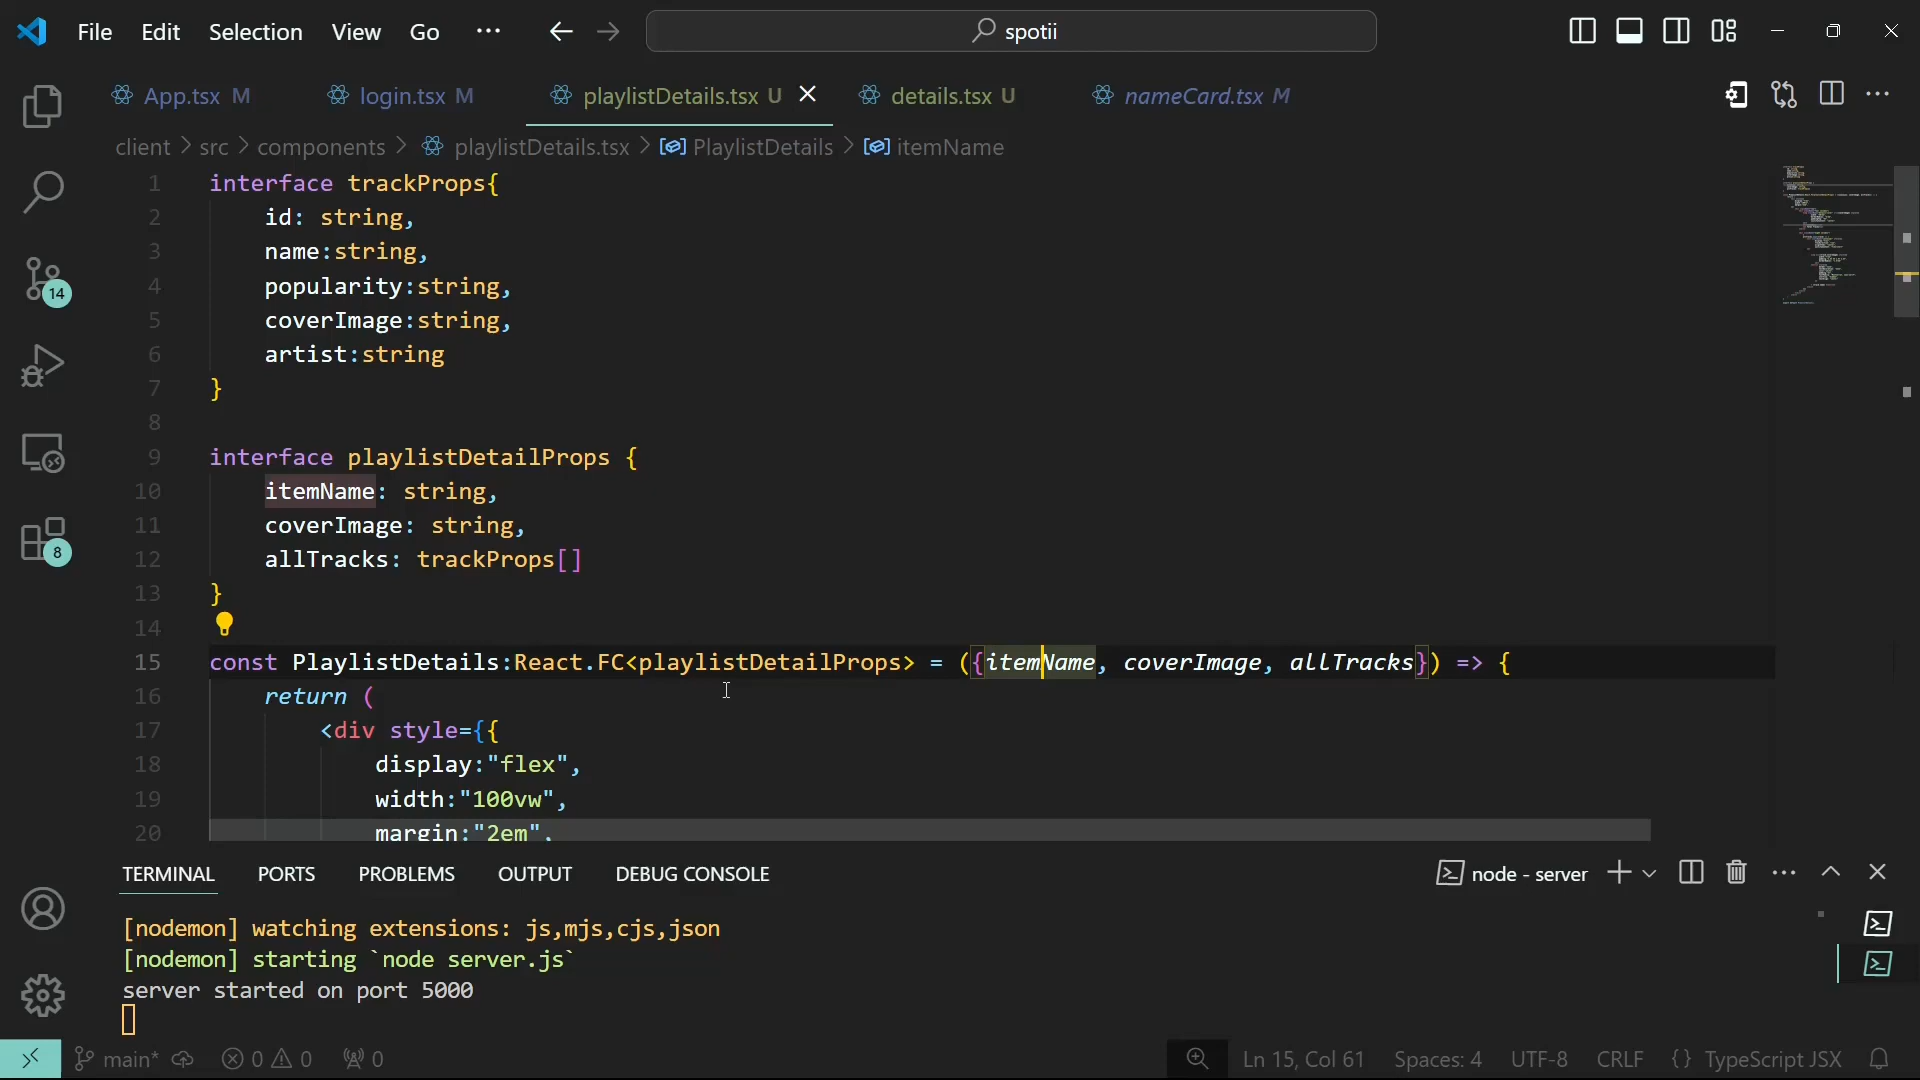 File Edit Selection View Go ··· spotii
App.tsx M login.tsx M playlistDetails.tsx U details.tsx U nameCard.tsx M
client > src > components > playlistDetails.tsx > PlaylistDetails > itemName
1 interface trackProps{
2 id: string,
3 name:string,
4 popularity:string,
5 coverImage:string,
6 artist:string
7 }
8
9 interface playlistDetailProps {
10 itemName: string,
11 coverImage: string,
12 allTracks: trackProps[]
13 }
14
15 const PlaylistDetails:React.FC<playlistDetailProps> = ({itemName, coverImage, allTracks}) => {
16 return (
17 <div style={{
18 display:"flex",
19 width:"100vw",
20 margin:"2em",
14
8
TERMINAL PORTS PROBLEMS OUTPUT DEBUG CONSOLE node - server
[nodemon] watching extensions: js,mjs,cjs,json
[nodemon] starting `node server.js`
server started on port 5000
main* 0 0 0 Ln 15, Col 61 Spaces: 4 UTF-8 CRLF {} TypeScript JSX